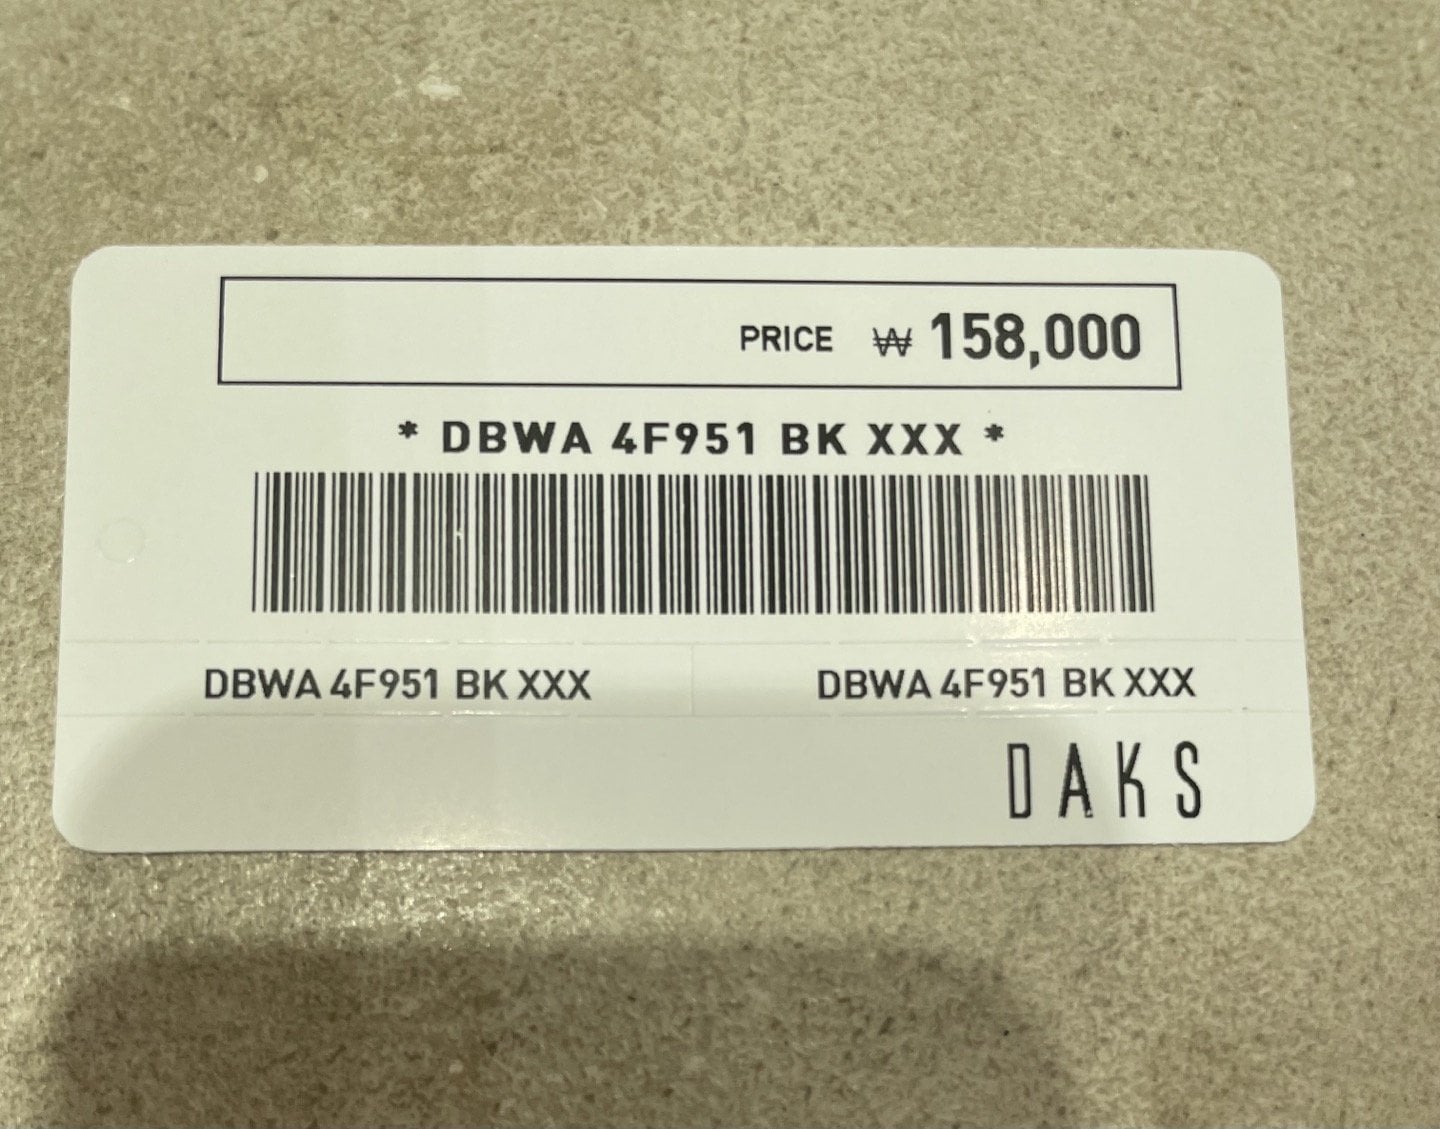 PRICE ₩ 158,000
* DBWA 4F951 BK XXX *
DBWA 4F951 BK XXX DBWA 4F951 BK XXX
DAKS